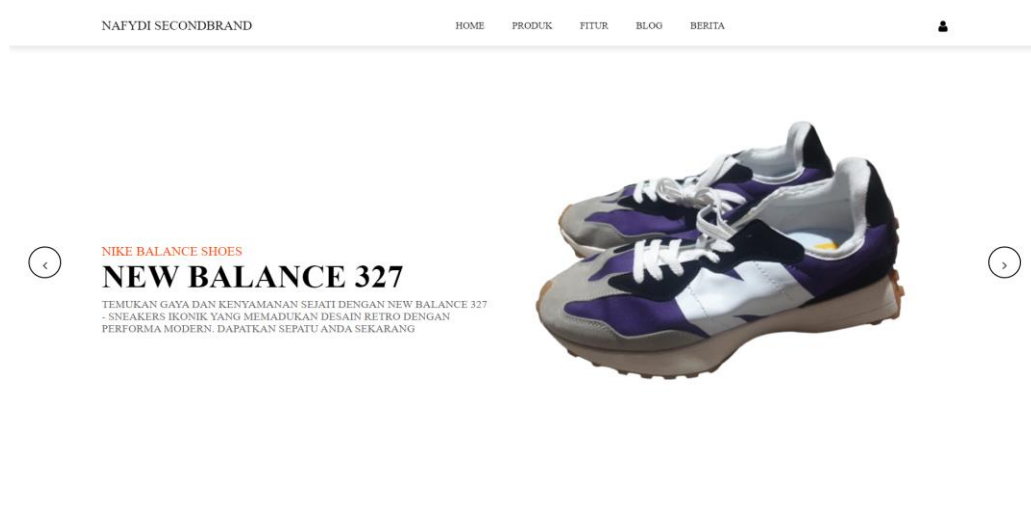 NAFYDI SECONDBRAND
HOME PRODUK FITUR BLOG BERITA
NIKE BALANCE SHOES
NEW BALANCE 327
TEMUKAN GAYA DAN KENYAMANAN SEJATI DENGAN NEW BALANCE 327
- SNEAKERS IKONIK YANG MEMADUKAN DESAIN RETRO DENGAN
PERFORMA MODERN. DAPATKAN SEPATU ANDA SEKARANG